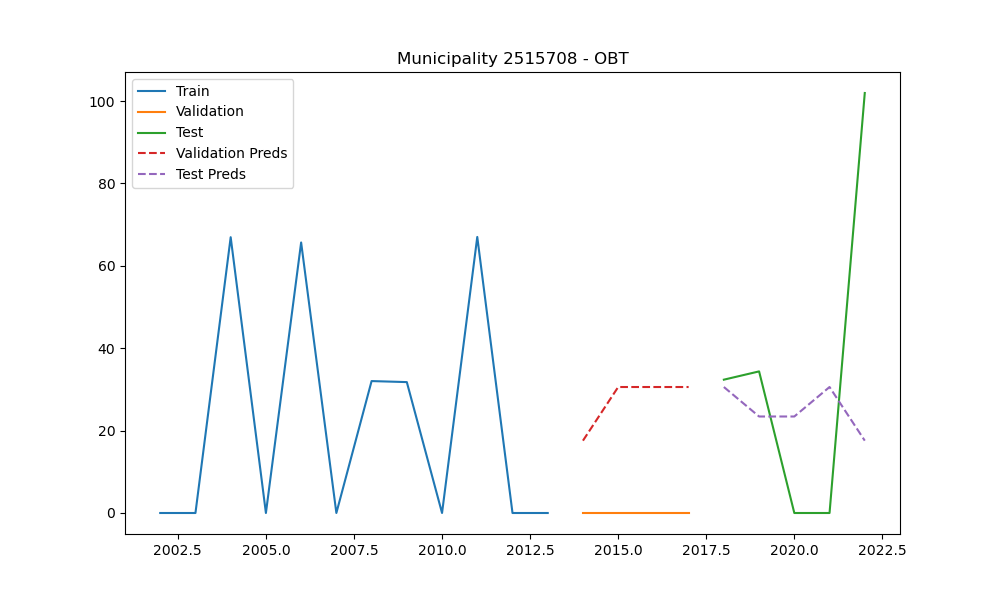 Municipality 2515708 - OBT
Train
Validation
Test
Validation Preds
Test Preds
100
80
60
40
20
0
2002.5 2005.0 2007.5 2010.0 2012.5 2015.0 2017.5 2020.0 2022.5